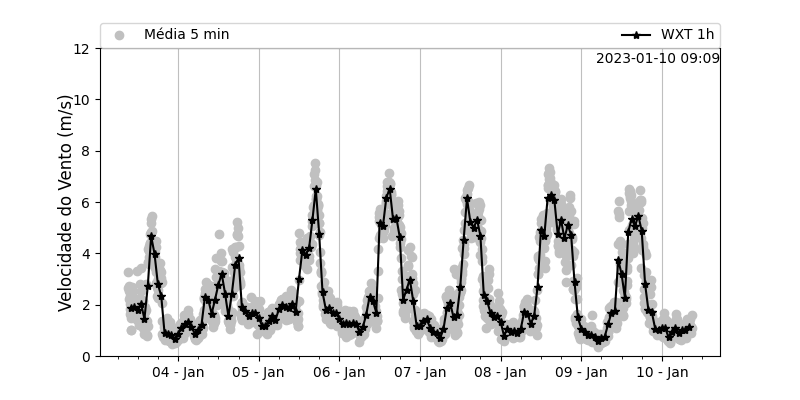 Média 5 min
WXT 1h
2023-01-10 09:09
Velocidade do Vento (m/s)
12
10
8
6
4
2
0
04 - Jan
05 - Jan
06 - Jan
07 - Jan
08 - Jan
09 - Jan
10 - Jan